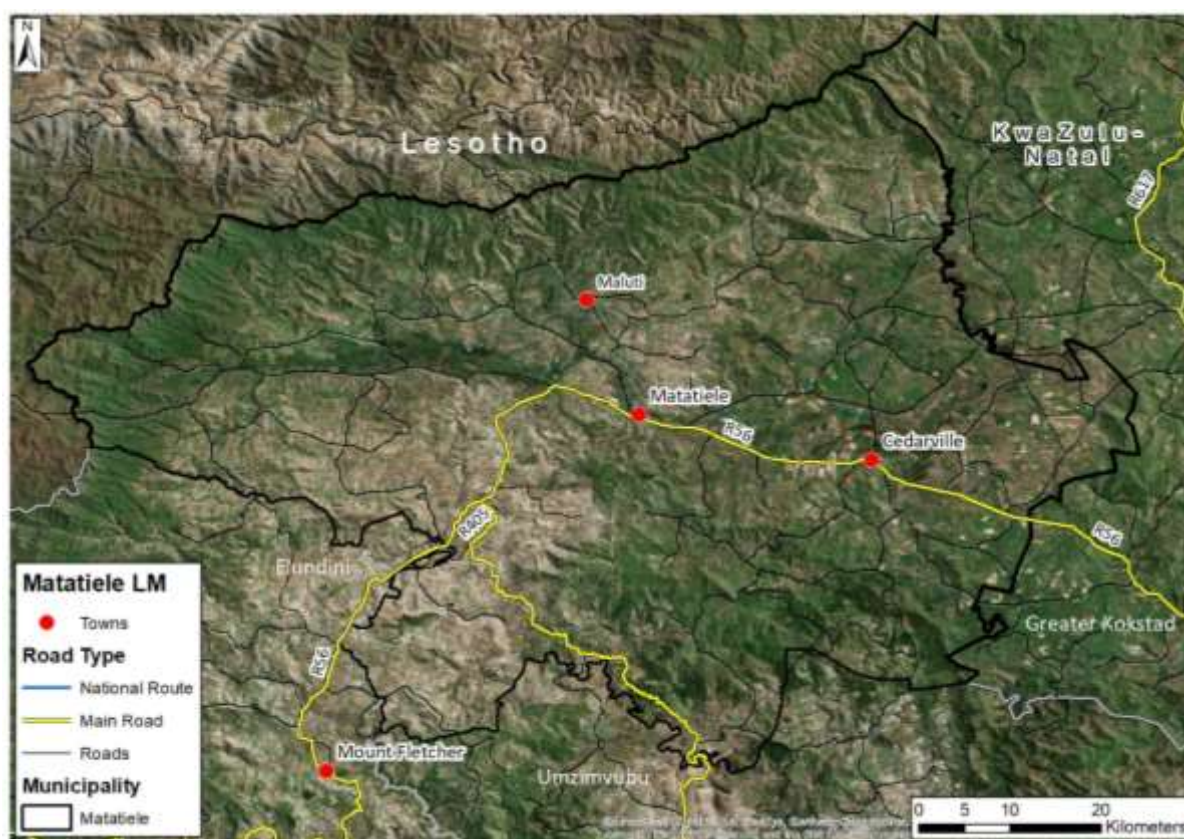 N
Lesotho
KwaZulu-
Natal
R617
Maluti
Matatiele
R56
Cedarville
R405
R56
Elundini
Greater Kokstad
R56
Mount Fletcher
Umzimvubu
Matatiele LM
Towns
Road Type
National Route
Main Road
Roads
Municipality
Matatiele
0 5 10 20
Kilometers